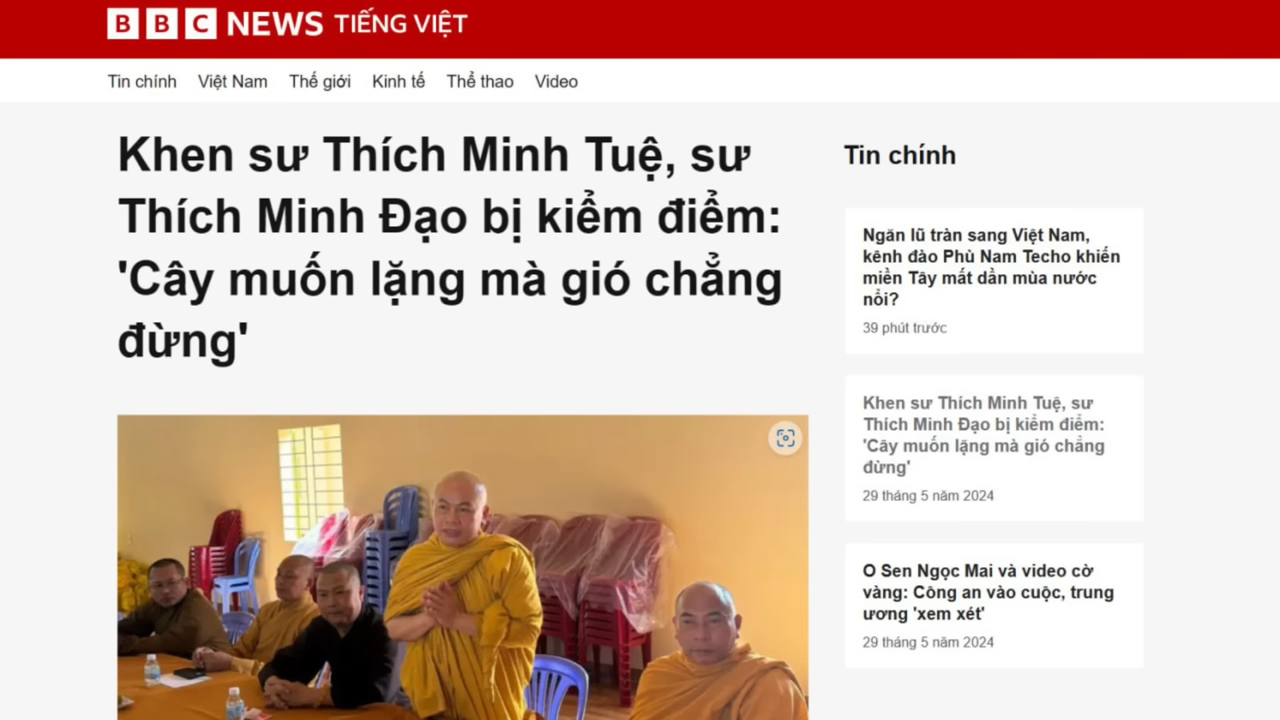 BBC NEWS TIẾNG VIỆT
Tin chính Việt Nam Thế giới Kinh tế Thể thao Video
Khen sư Thích Minh Tuệ, sư
Thích Minh Đạo bị kiểm điểm:
'Cây muốn lặng mà gió chẳng
đừng'
Tin chính
Ngăn lũ tràn sang Việt Nam,
kênh đào Phù Nam Techo khiến
miền Tây mất dần mùa nước
nổi?
39 phút trước
Khen sư Thích Minh Tuệ, sư
Thích Minh Đạo bị kiểm điểm:
'Cây muốn lặng mà gió chẳng
đừng'
29 tháng 5 năm 2024
O Sen Ngọc Mai và video cờ
vàng: Công an vào cuộc, trung
ương 'xem xét'
29 tháng 5 năm 2024